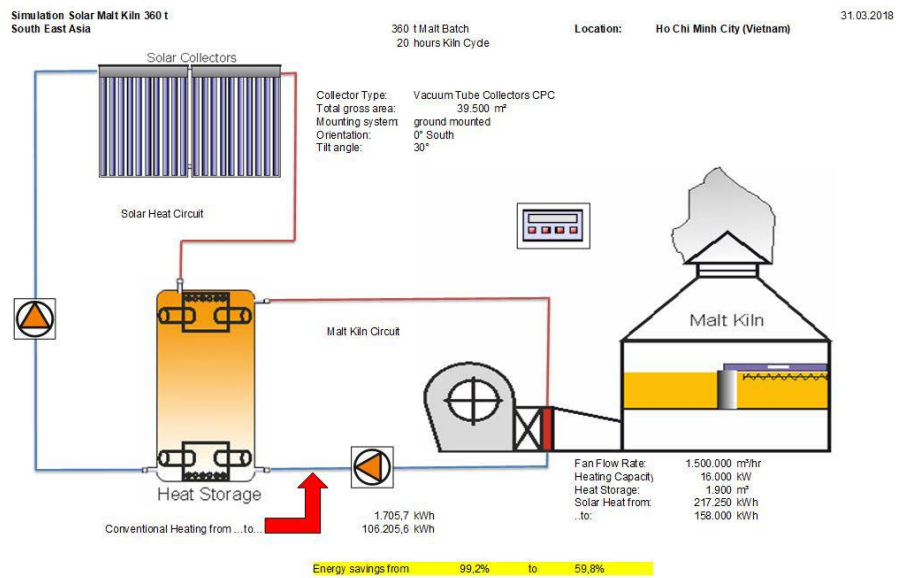 Simulation Solar Malt Kiln 360 t
31.03.2018
South East Asia
360 t Malt Batch
Location: Ho Chi Minh City (Vietnam)
20 hours Kiln Cycle
Solar Collectors
Collector Type: Vacuum Tube Collectors CPC
Total gross area: 39.500 m²
Mounting system: ground mounted
Orientation: 0° South
Tilt angle: 30°
Solar Heat Circuit
Malt Kiln
Malt Kiln Circuit
Fan Flow Rate: 1.500.000 m³/hr
Heating Capacity 16.000 kW
Heat Storage: 1.900 m³
Solar Heat from: 217.250 kWh
..to: 158.000 kWh
Heat Storage
1.705,7 kWh
Conventional Heating from ...to... 106.205,6 kWh
Energy savings from 99,2% to 59,8%